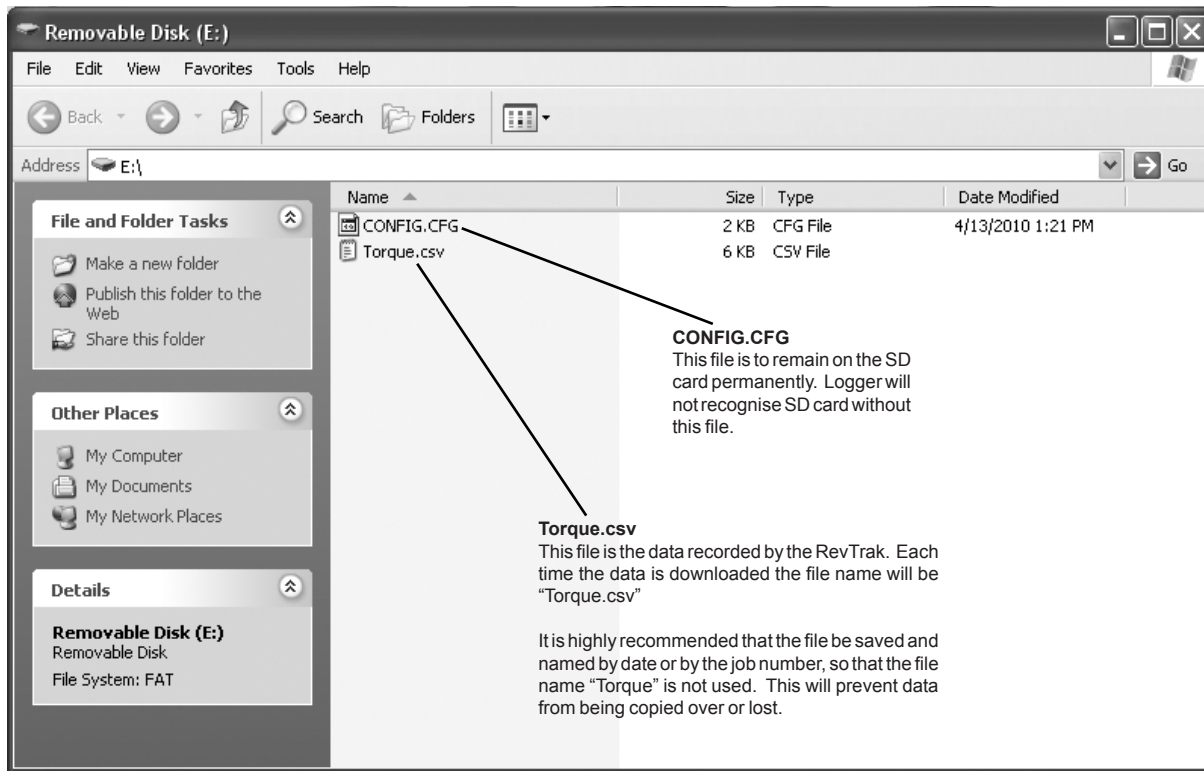 Removable Disk (E:)
File Edit View Favorites Tools Help
Back Search Folders
Address E:\ Go
Name Size Type Date Modified
CONFIG.CFG 2 KB CFG File 4/13/2010 1:21 PM
Torque.csv 6 KB CSV File
File and Folder Tasks
Make a new folder
Publish this folder to the
Web
Share this folder
Other Places
My Computer
My Documents
My Network Places
Details
Removable Disk (E:)
Removable Disk
File System: FAT
CONFIG.CFG
This file is to remain on the SD
card permanently. Logger will
not recognise SD card without
this file.
Torque.csv
This file is the data recorded by the RevTrak. Each
time the data is downloaded the file name will be
“Torque.csv”
It is highly recommended that the file be saved and
named by date or by the job number, so that the file
name “Torque” is not used. This will prevent data
from being copied over or lost.